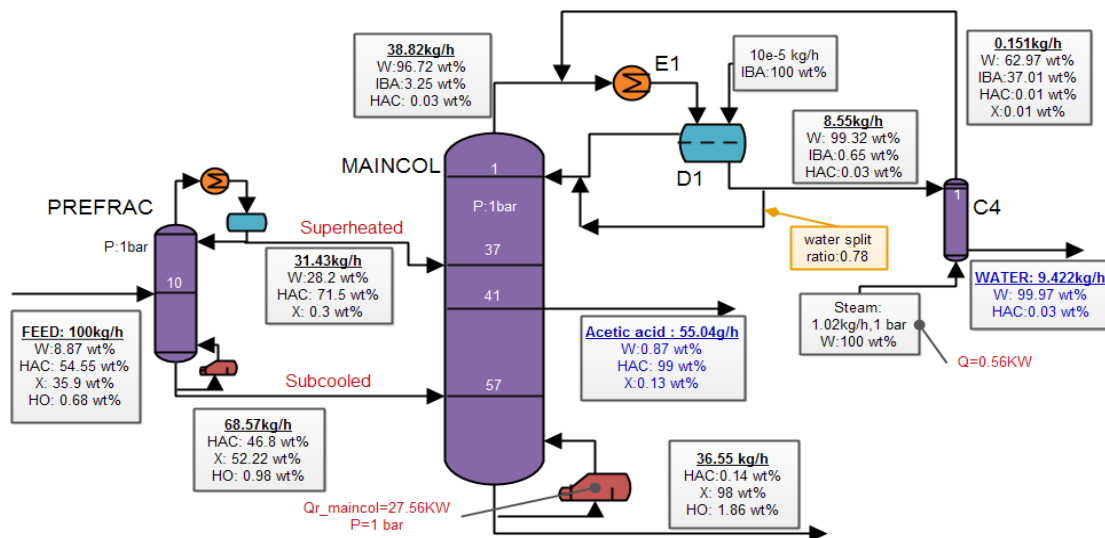 38.82kg/h
W:96.72 wt%
IBA:3.25 wt%
HAC: 0.03 wt%
E1
10e-5 kg/h
IBA:100 wt%
0.151kg/h
W: 62.97 wt%
IBA:37.01 wt%
HAC:0.01 wt%
X:0.01 wt%
8.55kg/h
W: 99.32 wt%
IBA:0.65 wt%
HAC:0.03 wt%
MAINCOL
1
D1
1
C4
PREFRAC
P:1bar
P:1bar
Superheated
water split
ratio:0.78
37
31.43kg/h
W:28.2 wt%
HAC: 71.5 wt%
X: 0.3 wt%
10
41
WATER: 9.422kg/h
W: 99.97 wt%
HAC:0.03 wt%
Steam:
1.02kg/h,1 bar
W:100 wt%
FEED: 100kg/h
W:8.87 wt%
HAC: 54.55 wt%
X: 35.9 wt%
HO: 0.68 wt%
Acetic acid : 55.04g/h
W:0.87 wt%
HAC: 99 wt%
X:0.13 wt%
Q=0.56KW
Subcooled
57
68.57kg/h
HAC: 46.8 wt%
X: 52.22 wt%
HO: 0.98 wt%
36.55 kg/h
HAC:0.14 wt%
X: 98 wt%
HO: 1.86 wt%
Qr_maincol=27.56KW
P=1 bar